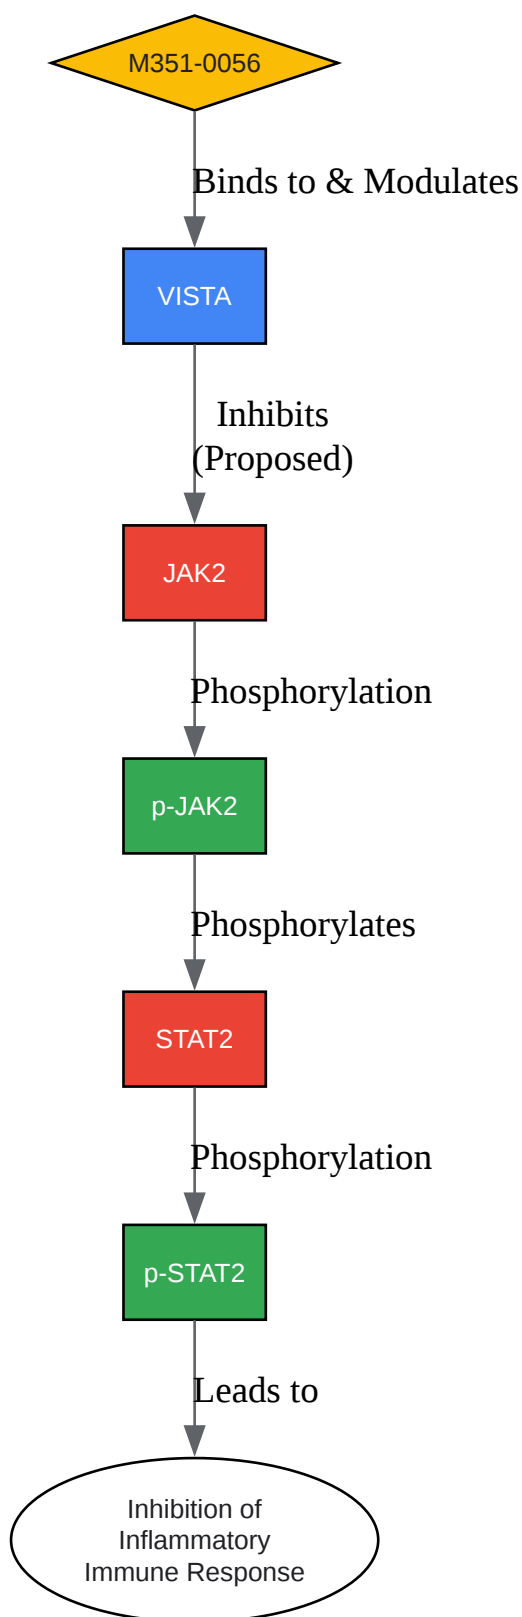 M351-0056
Binds to & Modulates
VISTA
Inhibits
(Proposed)
JAK2
Phosphorylation
p-JAK2
Phosphorylates
STAT2
Phosphorylation
p-STAT2
Leads to
Inhibition of
Inflammatory
Immune Response